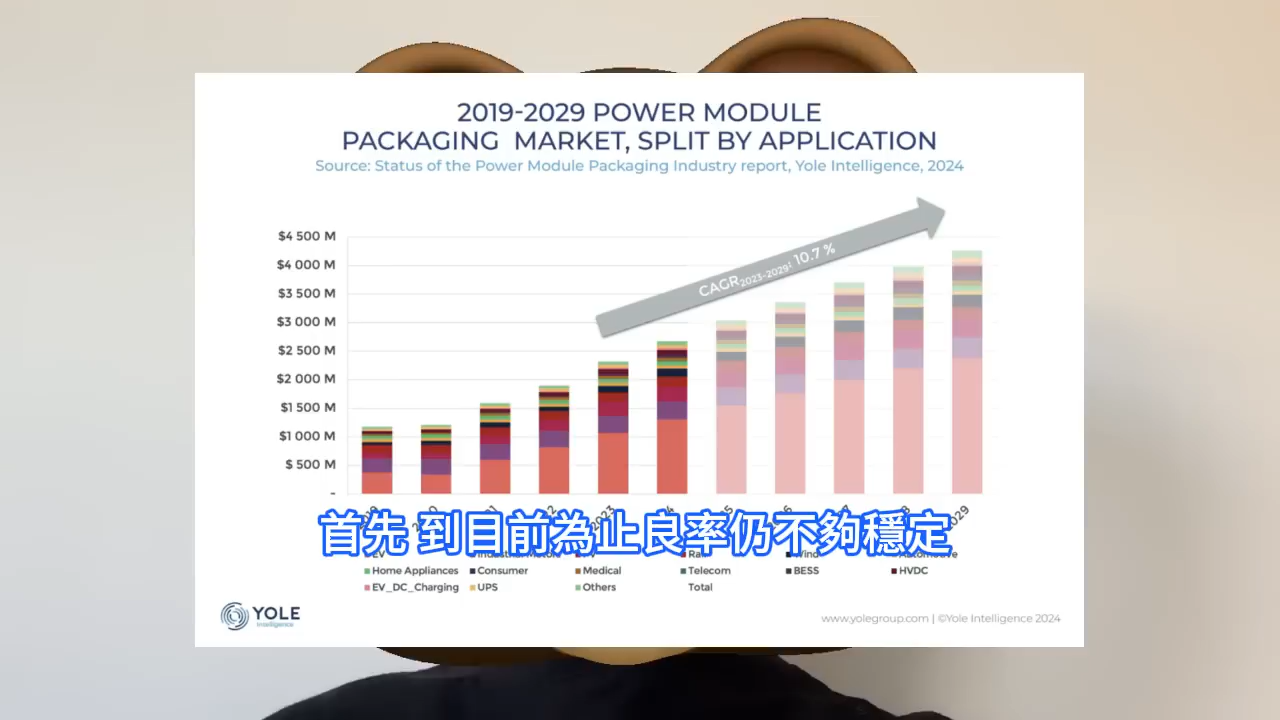 2019-2029 POWER MODULE
PACKAGING MARKET, SPLIT BY APPLICATION
Source: Status of the Power Module Packaging Industry report, Yole Intelligence, 2024
$4 500 M
$4 000 M
$3 500 M
$3 000 M
$2 500 M
$2 000 M
$1 500 M
$1 000 M
$ 500 M
-
CAGR2023-2029: 10.7 %
首先 到目前為止良率仍不夠穩定
EV
Home Appliances Consumer Medical Telecom BESS HVDC
EV_DC_Charging UPS Others Total
YOLE
Intelligence
www.yolegroup.com | ©Yole Intelligence 2024